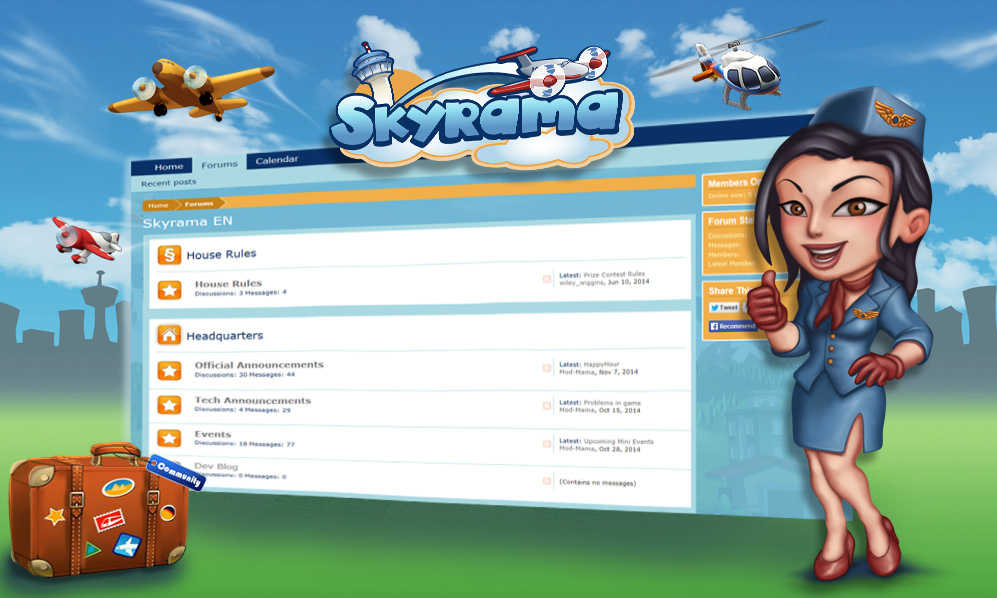 Skyrama
Home Forums Calendar
Recent posts
Home Forums
Skyrama EN
House Rules
House Rules
Discussions: 3 Messages: 4
Latest: Prize Contest Rules
wiley_wiggins, Jun 10, 2014
Headquarters
Official Announcements
Discussions: 30 Messages: 44
Latest: HappyHour
Mod-Mama, Nov 7, 2014
Tech Announcements
Discussions: 4 Messages: 29
Latest: Problems in game
Mod-Mama, Oct 15, 2014
Events
Discussions: 18 Messages: 77
Latest: Upcoming Mini Events
Mod-Mama, Oct 28, 2014
Dev Blog
Discussions: 0 Messages: 0
(Contains no messages)
Members
Online now: 5
Forum
Discussions:
Messages:
Members:
Latest Member
Share
Tweet
Recommend
Community